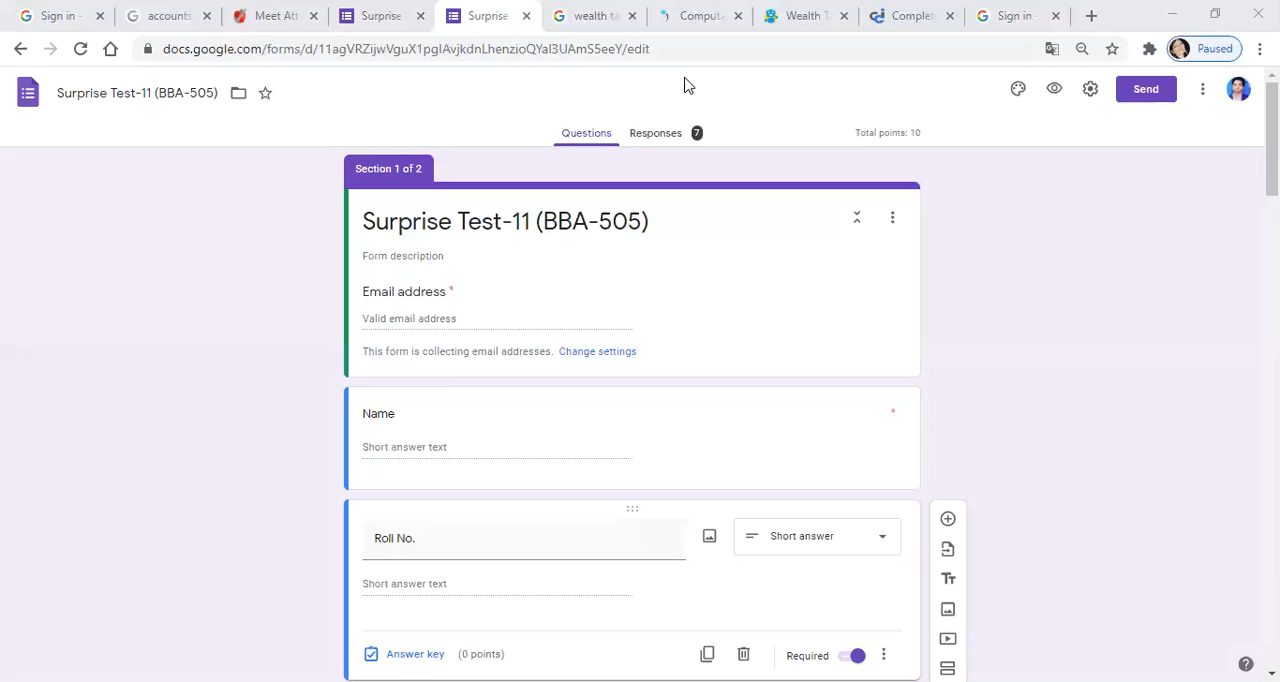 Sign in -
accounts
Meet Att
Surprise
Surprise
wealth ta
Computa
Wealth T
Complet
Sign in -
docs.google.com/forms/d/11agVRZijwVguX1pgIAvjkdnLhenzioQYal3UAmS5eeY/edit
Paused
Surprise Test-11 (BBA-505)
Send
Questions
Responses 7
Total points: 10
Section 1 of 2
Surprise Test-11 (BBA-505)
Form description
Email address *
Valid email address
This form is collecting email addresses. Change settings
Name *
Short answer text
Roll No.
Short answer
Short answer text
Tт
Answer key (0 points)
Required